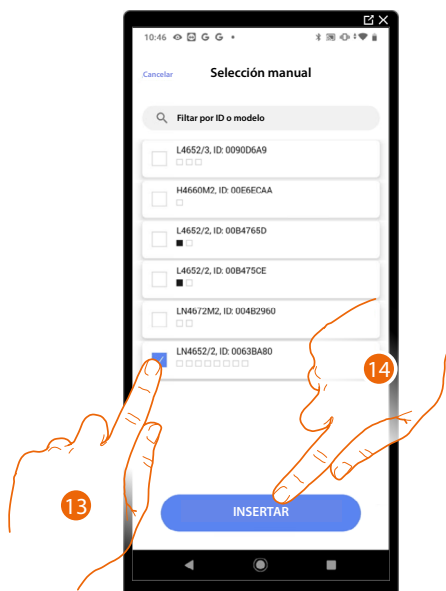 10:46 G G
Cancelar Selección manual
Filtar por ID o modelo
L4652/3, ID: 0090D6A9
H4660M2, ID: 00E6ECAA
L4652/2, ID: 00B4765D
L4652/2, ID: 00B475CE
LN4672M2, ID: 004B2960
LN4652/2, ID: 0063BA80
14
13
INSERTAR